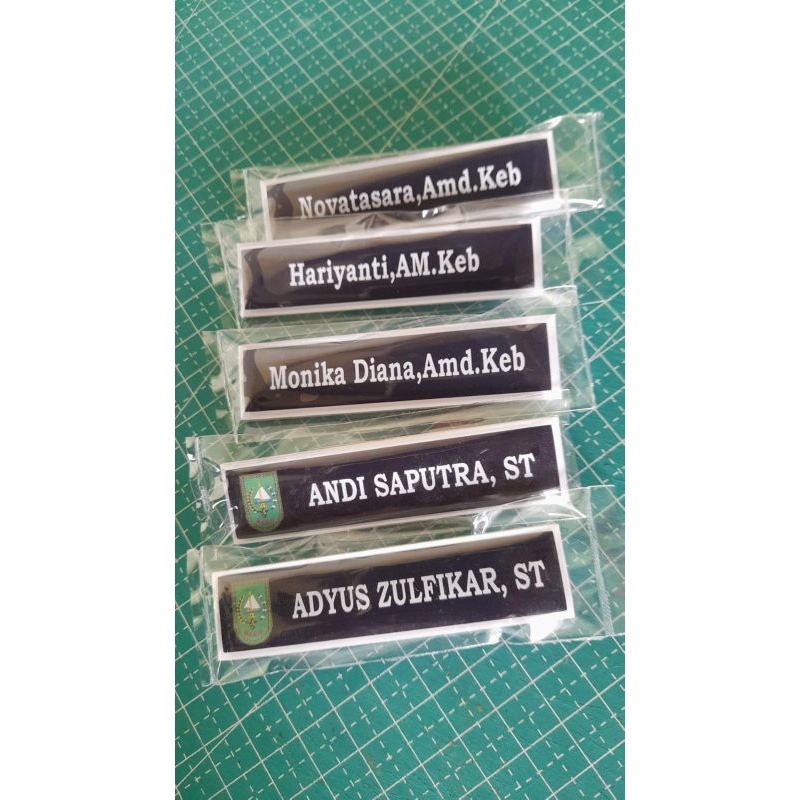 Novatasara,Amd.Keb
Hariyanti,AM.Keb
Monika Diana,Amd.Keb
ANDI SAPUTRA, ST
ADYUS ZULFIKAR, ST